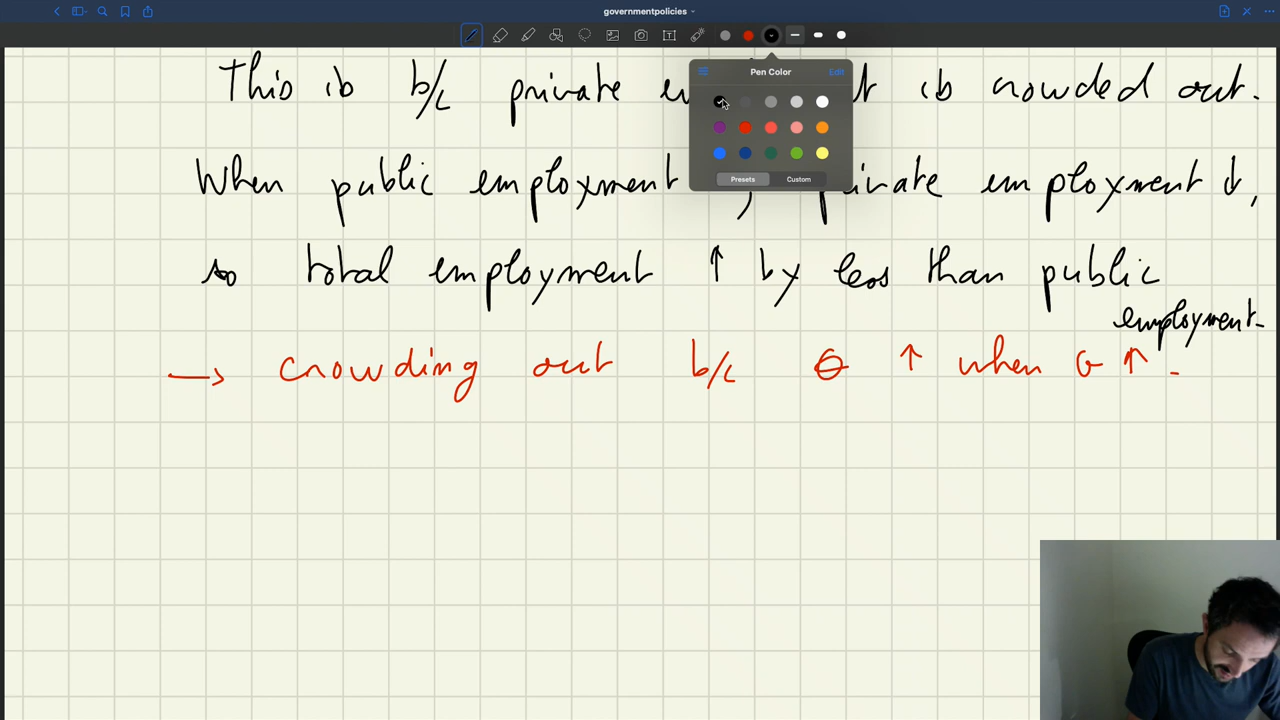 governmentpolicies
Pen Color
Edit
Presets
Custom
This is b/c private is crowded out.
When public employment , private employment ↓,
so total employment ↑ by less than public
employment-
→ crowding out b/c θ ↑ when G ↑ -